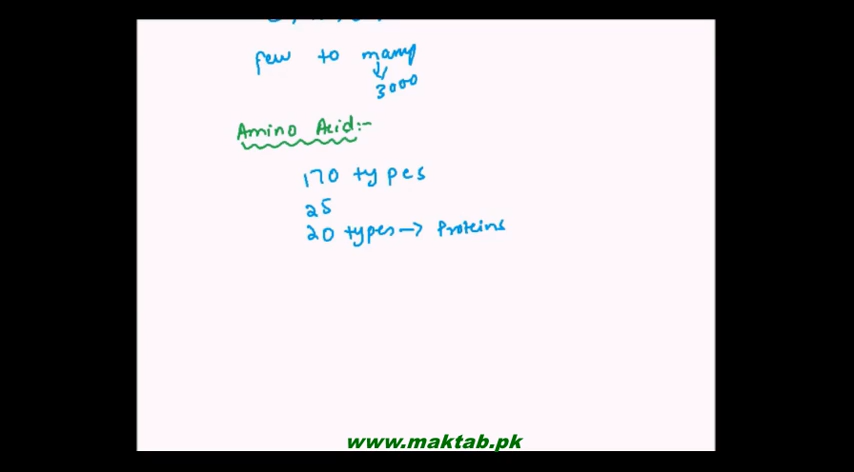 few to many
3000
Amino Acid:-
170 types
25
20 types → Proteins
www.maktab.pk